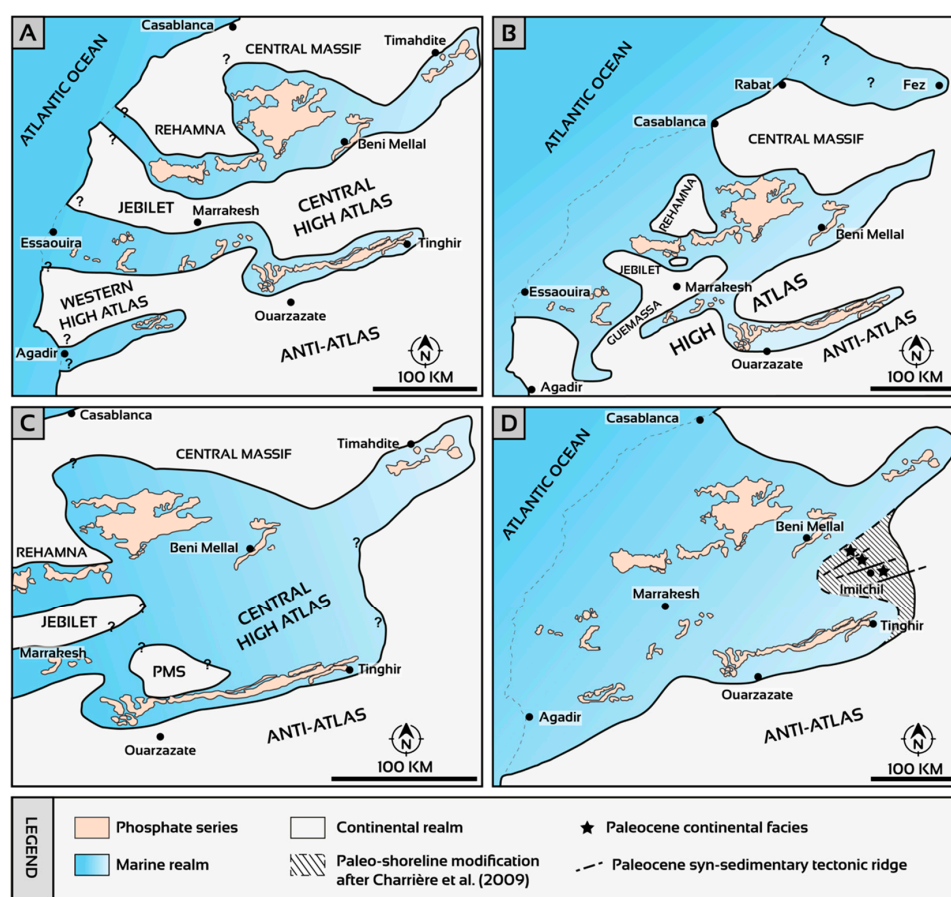 A
Casablanca
CENTRAL MASSIF
Timahdite
ATLANTIC OCEAN
?
?
REHAMNA
Beni Mellal
?
JEBILET
Marrakesh
CENTRAL
HIGH ATLAS
Essaouira
Tinghir
?
WESTERN
HIGH ATLAS
Ouarzazate
?
Agadir
?
ANTI-ATLAS
N
100 KM
B
ATLANTIC OCEAN
?
?
Rabat
Fez
Casablanca
CENTRAL MASSIF
REHAMNA
Beni Mellal
JEBILET
Essaouira
Marrakesh
ATLAS
GUEMASSA
HIGH
ANTI-ATLAS
Ouarzazate
Agadir
N
100 KM
C
Casablanca
Timahdite
CENTRAL MASSIF
?
REHAMNA
Beni Mellal
?
CENTRAL
HIGH ATLAS
JEBILET
?
?
Marrakesh
?
PMS
?
Tinghir
ANTI-ATLAS
Ouarzazate
N
100 KM
D
Casablanca
ATLANTIC OCEAN
Beni Mellal
Imilchil
Marrakesh
Tinghir
Ouarzazate
Agadir
ANTI-ATLAS
N
100 KM
LEGEND
Phosphate series
Continental realm
Paleocene continental facies
Marine realm
Paleo-shoreline modification
after Charrière et al. (2009)
Paleocene syn-sedimentary tectonic ridge